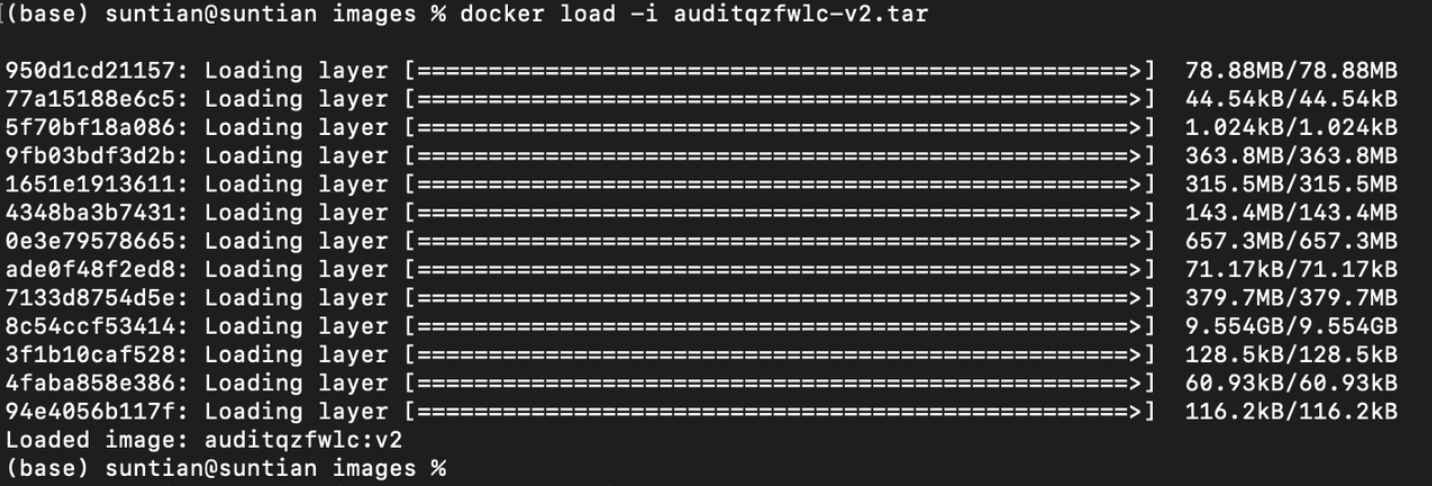 (base) suntian@suntian images % docker load -i auditqzfwlc-v2.tar
950d1cd21157: Loading layer [==================================================>]  78.88MB/78.88MB
77a15188e6c5: Loading layer [==================================================>]  44.54kB/44.54kB
5f70bf18a086: Loading layer [==================================================>]  1.024kB/1.024kB
9fb03bdf3d2b: Loading layer [==================================================>]  363.8MB/363.8MB
1651e1913611: Loading layer [==================================================>]  315.5MB/315.5MB
4348ba3b7431: Loading layer [==================================================>]  143.4MB/143.4MB
0e3e79578665: Loading layer [==================================================>]  657.3MB/657.3MB
ade0f48f2ed8: Loading layer [==================================================>]  71.17kB/71.17kB
7133d8754d5e: Loading layer [==================================================>]  379.7MB/379.7MB
8c54ccf53414: Loading layer [==================================================>]  9.554GB/9.554GB
3f1b10caf528: Loading layer [==================================================>]  128.5kB/128.5kB
4faba858e386: Loading layer [==================================================>]  60.93kB/60.93kB
94e4056b117f: Loading layer [==================================================>]  116.2kB/116.2kB
Loaded image: auditqzfwlc:v2
(base) suntian@suntian images %